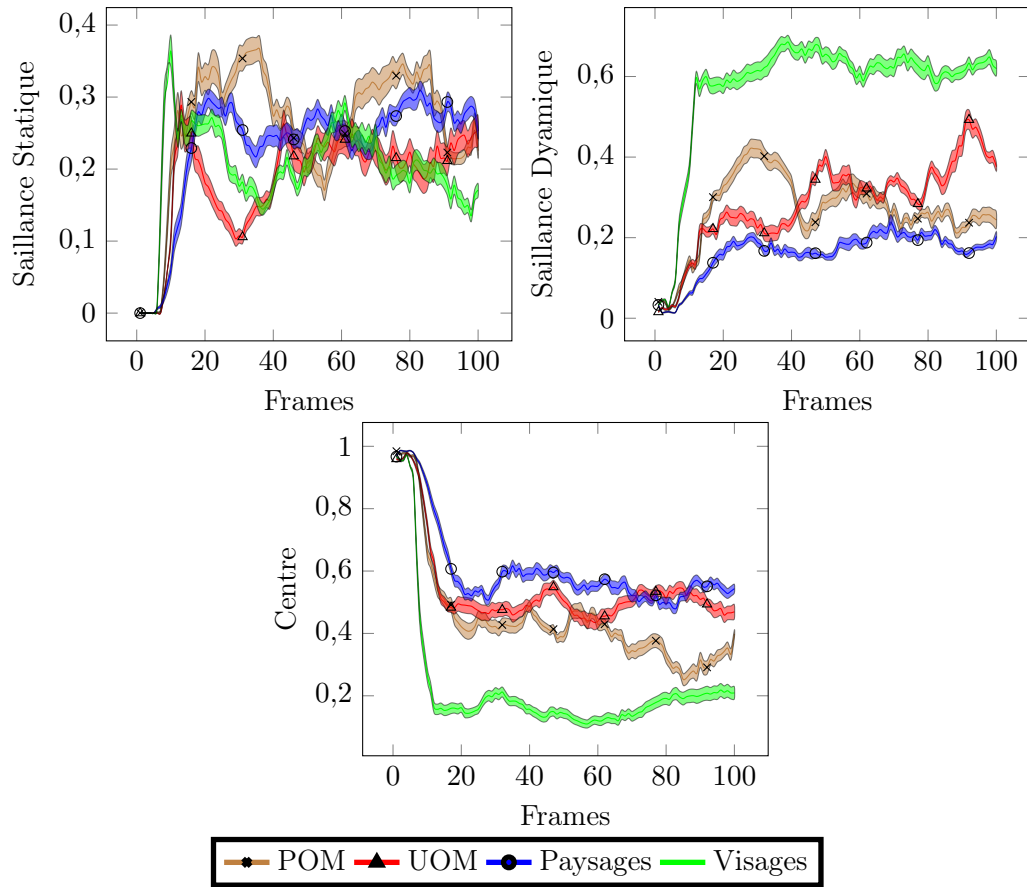 0,4
0,3
0,2
0,1
0
Saillance Statique
0 20 40 60 80 100
Frames
0,6
0,4
0,2
0
Saillance Dyamique
0 20 40 60 80 100
Frames
1
0,8
0,6
0,4
0,2
Centre
0 20 40 60 80 100
Frames
POM UOM Paysages Visages